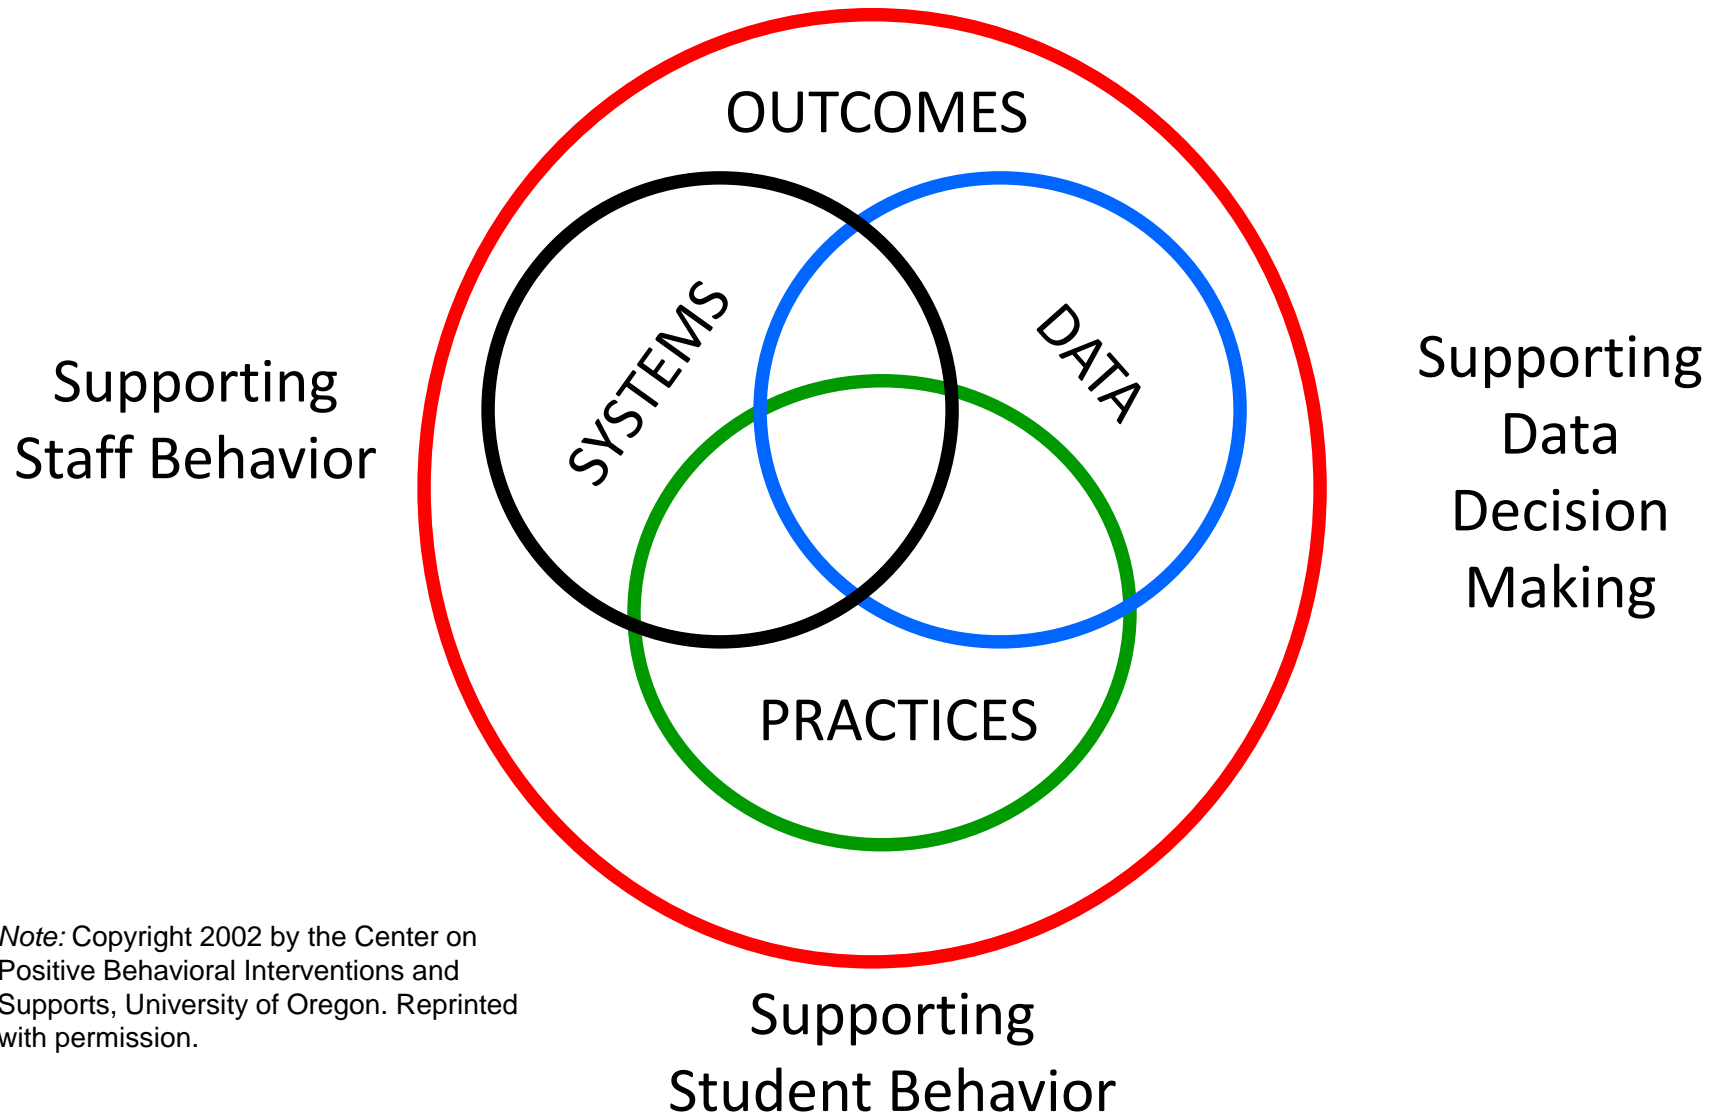 OUTCOMES
SYSTEMS
DATA
PRACTICES
Supporting
Staff Behavior
Supporting
Data
Decision
Making
Note: Copyright 2002 by the Center on
Positive Behavioral Interventions and
Supports, University of Oregon. Reprinted
with permission.
Supporting
Student Behavior